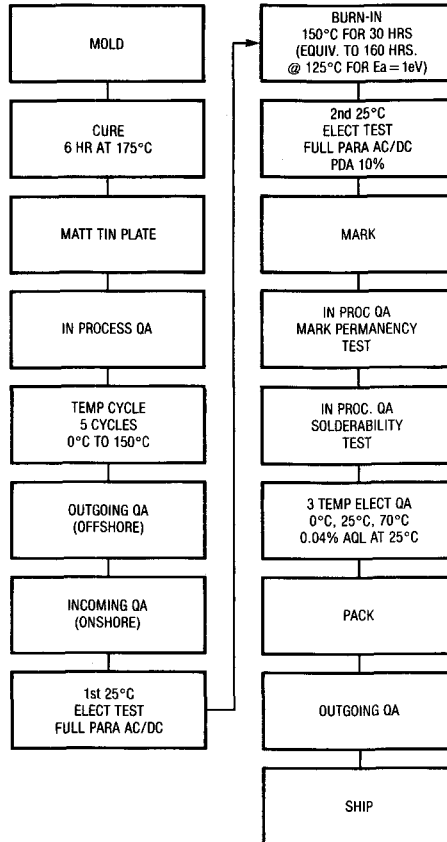 MOLD
CURE
6 HR AT 175°C
MATT TIN PLATE
IN PROCESS QA
TEMP CYCLE
5 CYCLES
0°C TO 150°C
OUTGOING QA
(OFFSHORE)
INCOMING QA
(ONSHORE)
1st 25°C
ELECT TEST
FULL PARA AC/DC
BURN-IN
150°C FOR 30 HRS
(EQUIV. TO 160 HRS.
@ 125°C FOR Ea = 1eV)
2nd 25°C
ELECT TEST
FULL PARA AC/DC
PDA 10%
MARK
IN PROC QA
MARK PERMANENCY
TEST
IN PROC. QA
SOLDERABILITY
TEST
3 TEMP ELECT QA
0°C, 25°C, 70°C
0.04% AQL AT 25°C
PACK
OUTGOING QA
SHIP